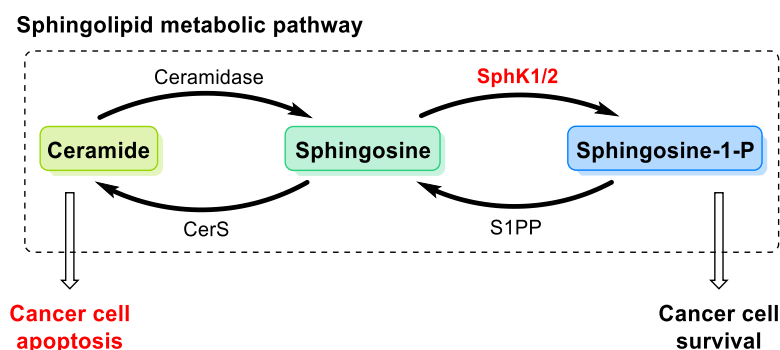 Sphingolipid metabolic pathway
Ceramidase
SphK1/2
Ceramide
Sphingosine
Sphingosine-1-P
CerS
S1PP
Cancer cell
apoptosis
Cancer cell
survival